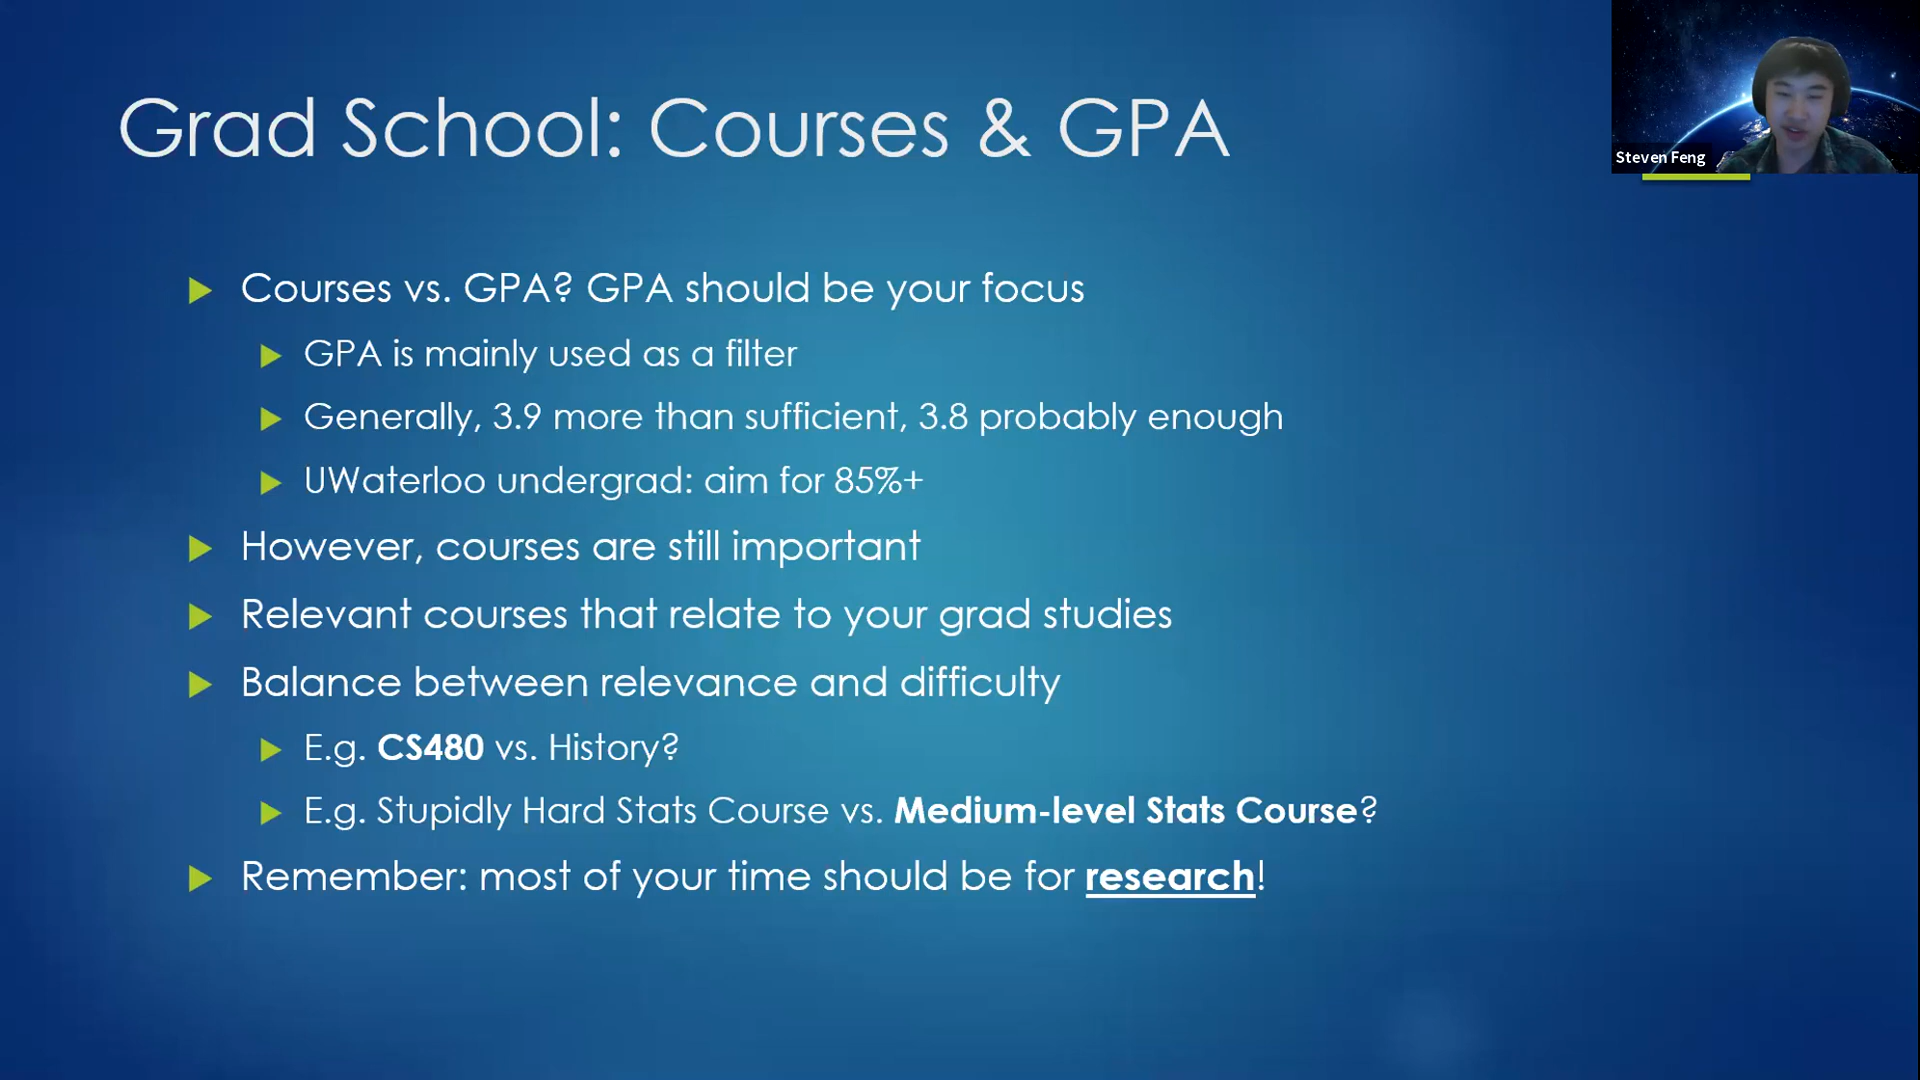 Grad School: Courses & GPA
Steven Feng
Courses vs. GPA? GPA should be your focus
GPA is mainly used as a filter
Generally, 3.9 more than sufficient, 3.8 probably enough
UWaterloo undergrad: aim for 85%+
However, courses are still important
Relevant courses that relate to your grad studies
Balance between relevance and difficulty
E.g. CS480 vs. History?
E.g. Stupidly Hard Stats Course vs. Medium-level Stats Course?
Remember: most of your time should be for research!